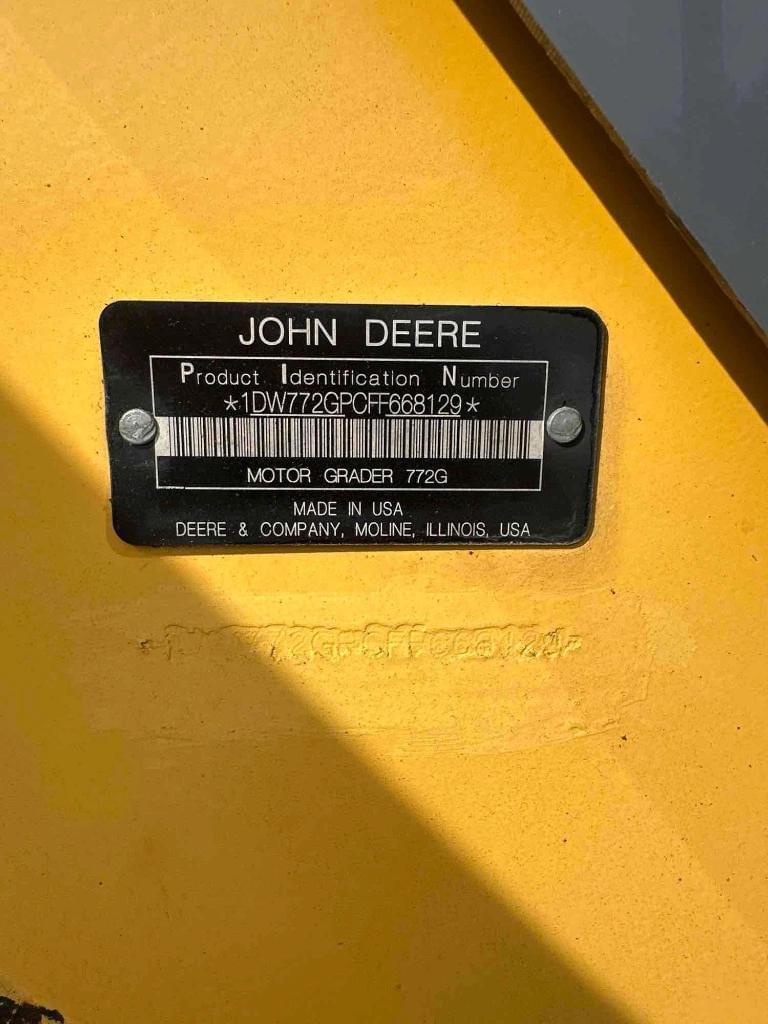 JOHN DEERE
Product Identification Number
*1DW772GPCFF668129*
MOTOR GRADER 772G
MADE IN USA
DEERE & COMPANY, MOLINE, ILLINOIS, USA